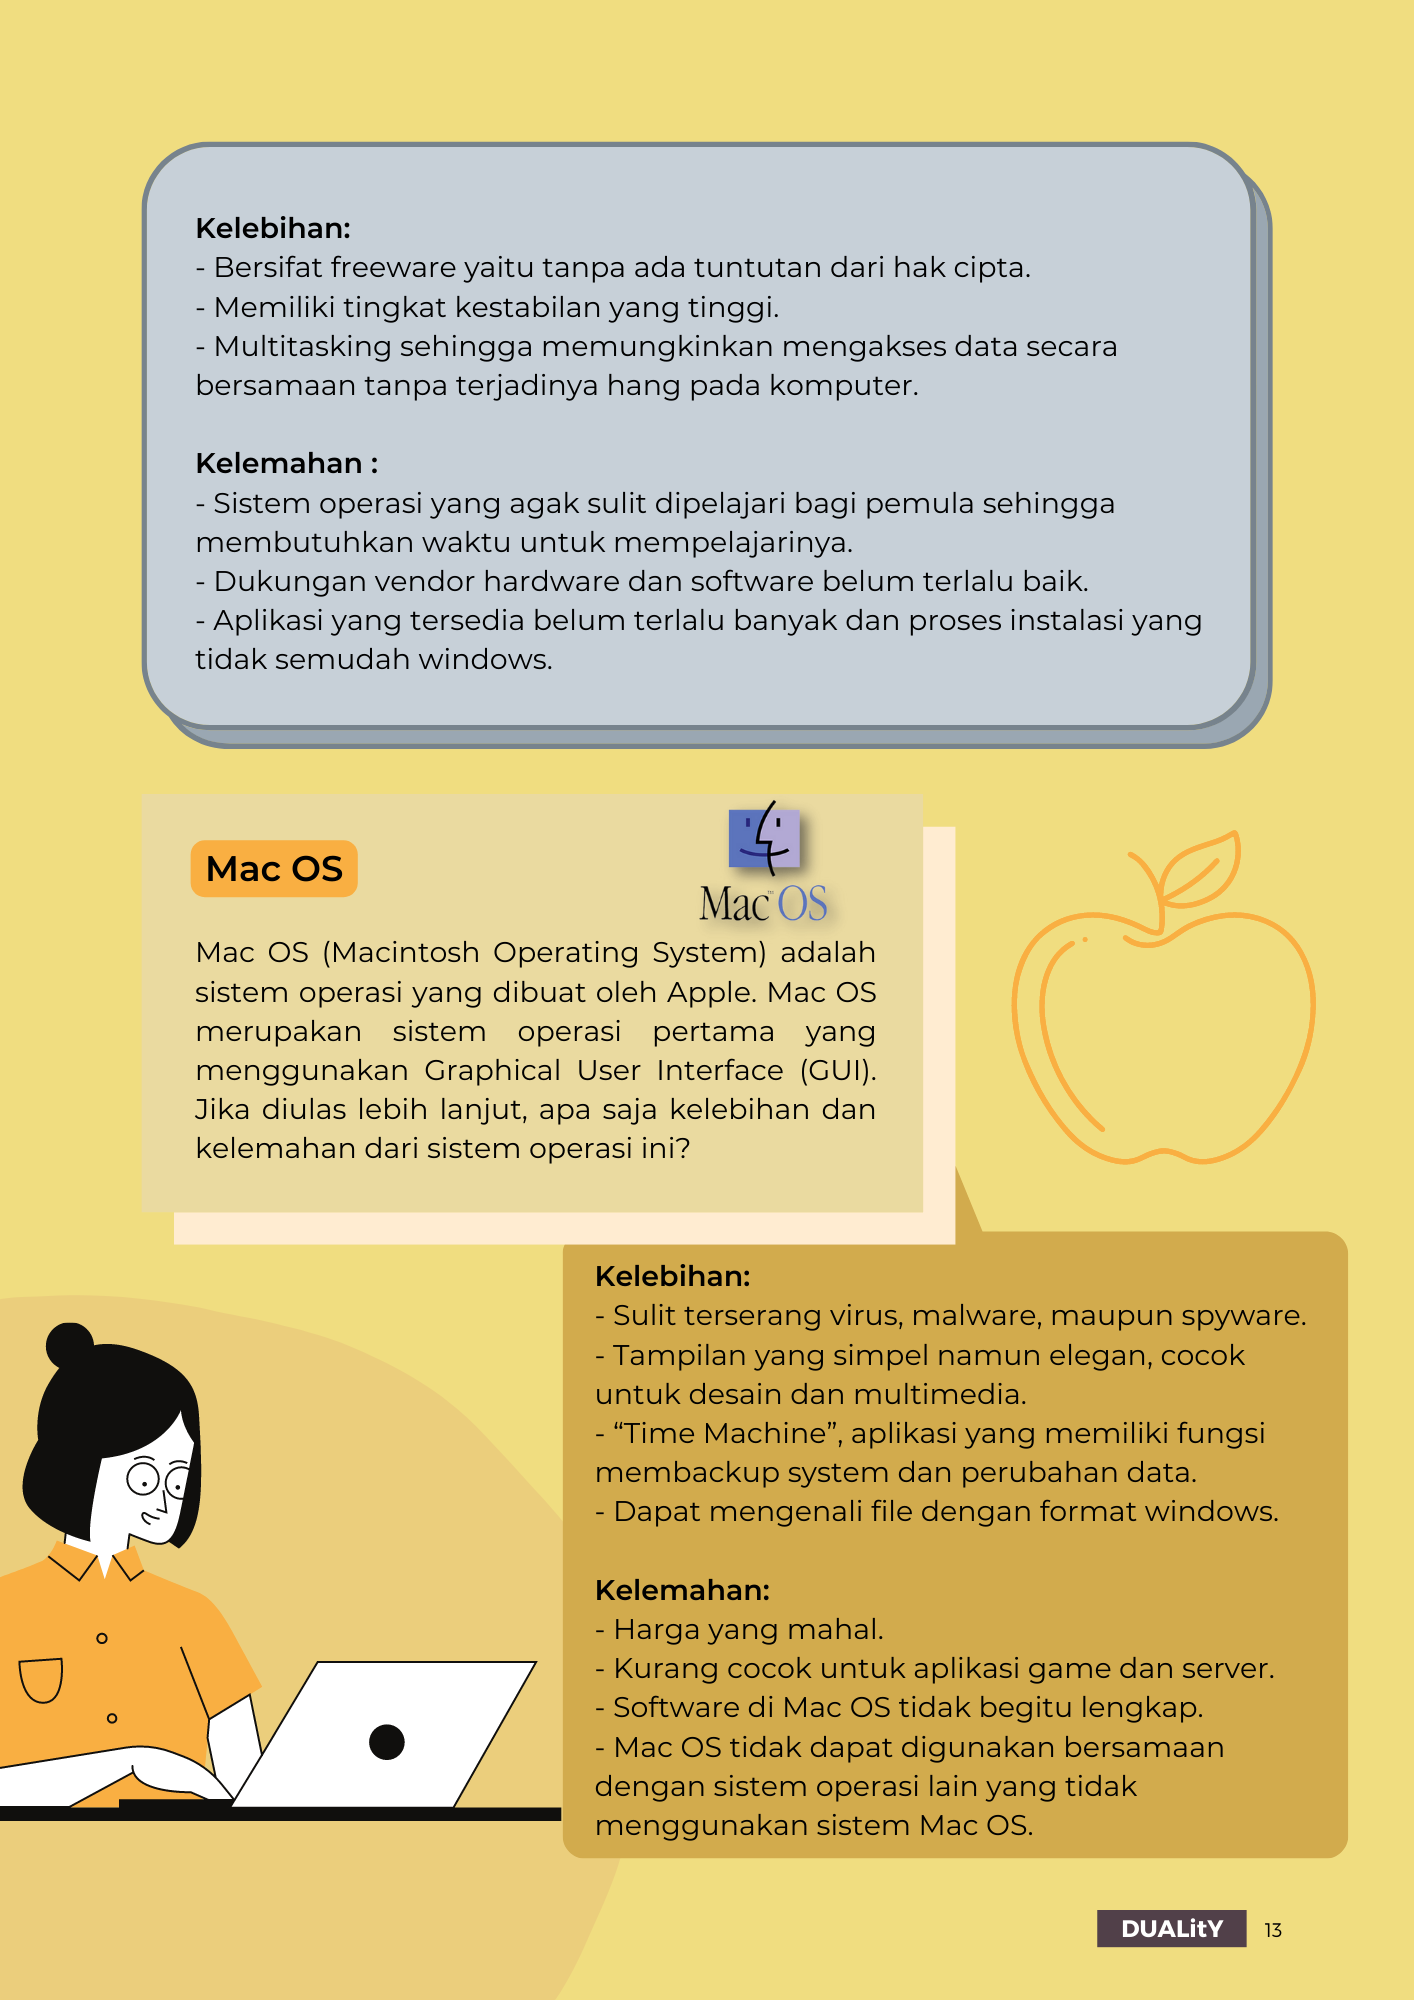 Kelebihan:
- Bersifat freeware yaitu tanpa ada tuntutan dari hak cipta.
- Memiliki tingkat kestabilan yang tinggi.
- Multitasking sehingga memungkinkan mengakses data secara
bersamaan tanpa terjadinya hang pada komputer.
Kelemahan :
- Sistem operasi yang agak sulit dipelajari bagi pemula sehingga
membutuhkan waktu untuk mempelajarinya.
- Dukungan vendor hardware dan software belum terlalu baik.
- Aplikasi yang tersedia belum terlalu banyak dan proses instalasi yang
tidak semudah windows.
Mac OS
Mac™ OS
Mac OS (Macintosh Operating System) adalah
sistem operasi yang dibuat oleh Apple. Mac OS
merupakan sistem operasi pertama yang
menggunakan Graphical User Interface (GUI).
Jika diulas lebih lanjut, apa saja kelebihan dan
kelemahan dari sistem operasi ini?
Kelebihan:
- Sulit terserang virus, malware, maupun spyware.
- Tampilan yang simpel namun elegan, cocok
untuk desain dan multimedia.
- “Time Machine”, aplikasi yang memiliki fungsi
membackup system dan perubahan data.
- Dapat mengenali file dengan format windows.
Kelemahan:
- Harga yang mahal.
- Kurang cocok untuk aplikasi game dan server.
- Software di Mac OS tidak begitu lengkap.
- Mac OS tidak dapat digunakan bersamaan
dengan sistem operasi lain yang tidak
menggunakan sistem Mac OS.
DUALitY 13